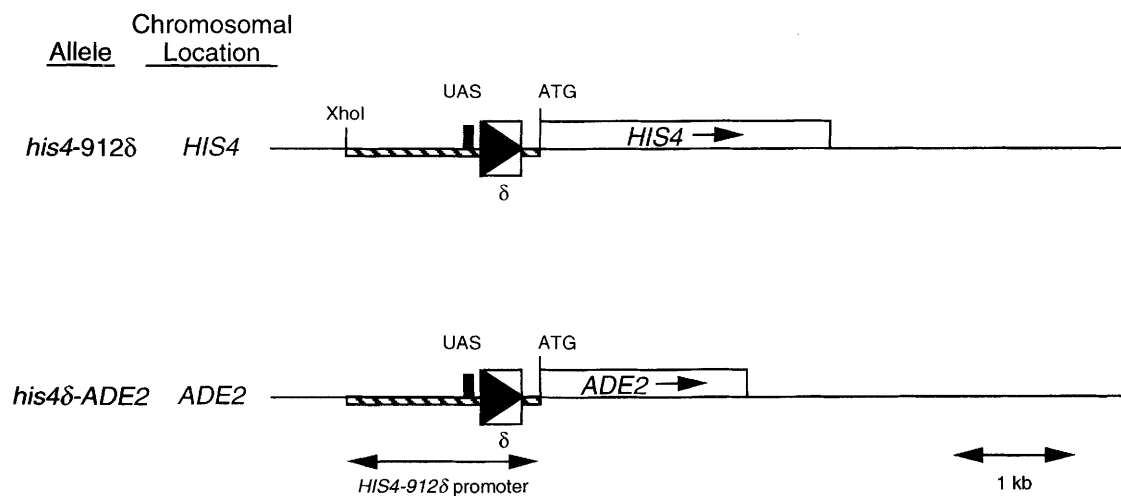 Allele
Chromosomal
Location
UAS
ATG
XhoI
his4-912δ
HIS4
HIS4
δ
UAS
ATG
his4δ-ADE2
ADE2
ADE2
δ
HIS4-912δ promoter
1 kb